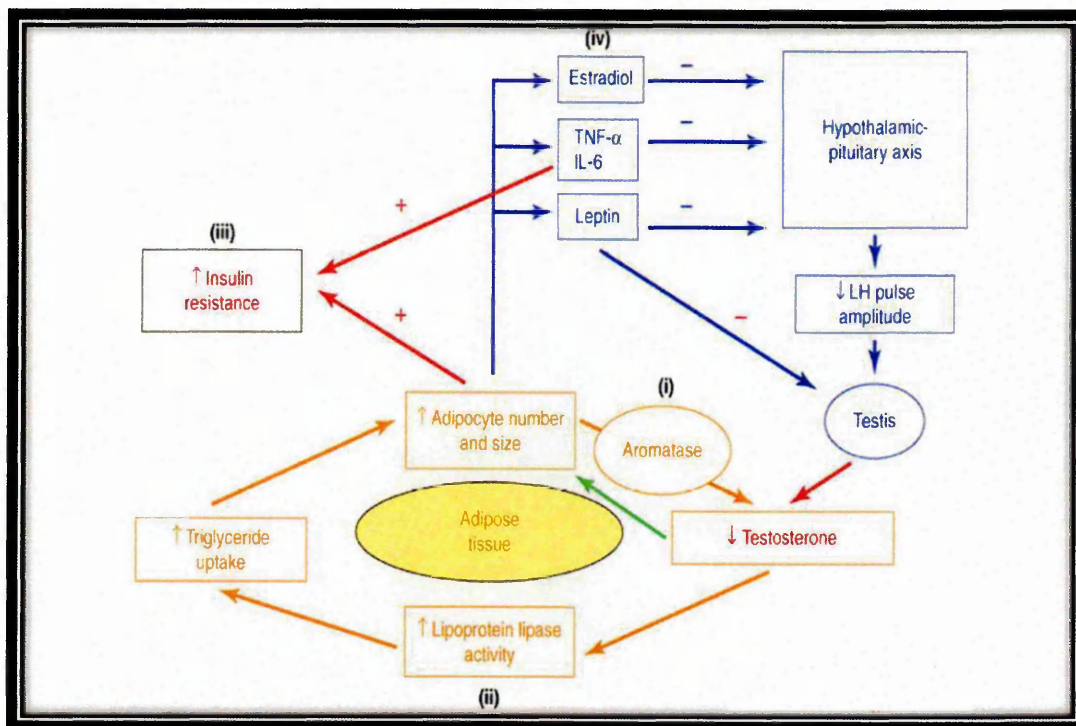 (iv)
Estradiol
–
Hypothalamic-
pituitary axis
TNF-α
IL-6
–
Leptin
–
+
(iii)
↑ Insulin
resistance
+
–
↓ LH pulse
amplitude
(i)
↑ Adipocyte number
and size
Aromatase
Testis
Adipose
tissue
↑ Triglyceride
uptake
↓ Testosterone
↑ Lipoprotein lipase
activity
(ii)